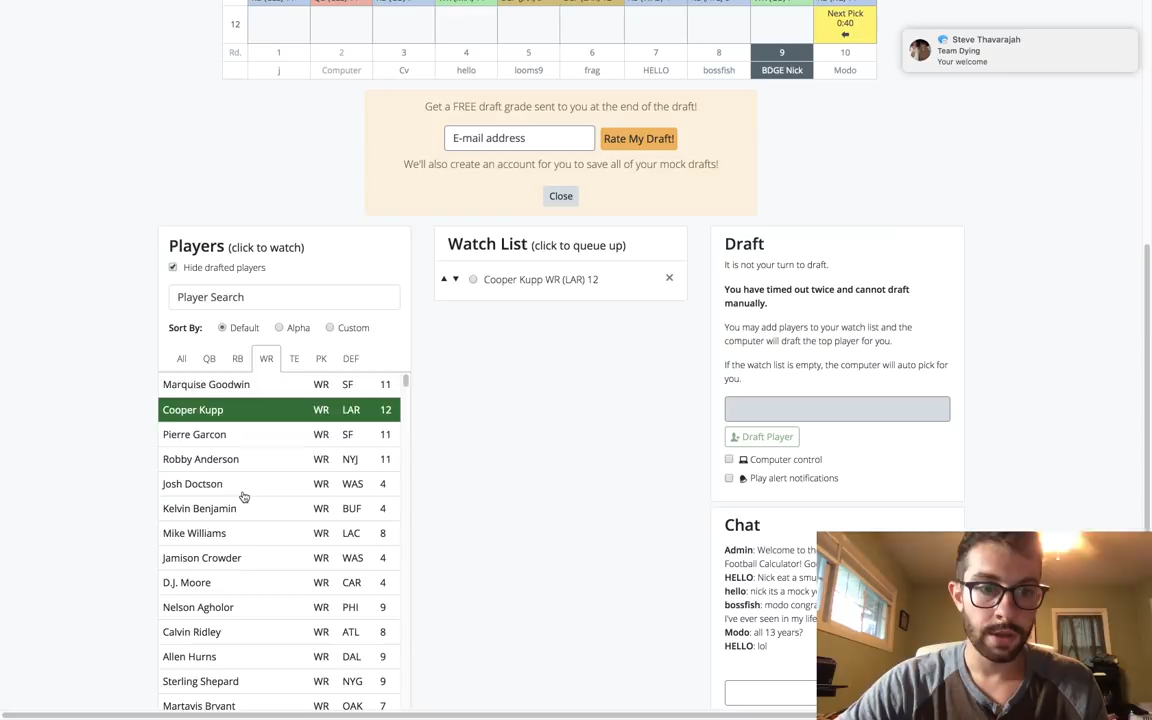 12
Next Pick
0:40
Rd. 1 2 3 4 5 6 7 8 9 10
j Computer Cv hello looms9 frag HELLO bossfish BDGE Nick Modo
Steve Thavarajah
Team Dying
Your welcome
Get a FREE draft grade sent to you at the end of the draft!
E-mail address Rate My Draft!
We'll also create an account for you to save all of your mock drafts!
Close
Players (click to watch)
Hide drafted players
Player Search
Sort By: Default Alpha Custom
All QB RB WR TE PK DEF
Marquise Goodwin WR SF 11
Cooper Kupp WR LAR 12
Pierre Garcon WR SF 11
Robby Anderson WR NYJ 11
Josh Doctson WR WAS 4
Kelvin Benjamin WR BUF 4
Mike Williams WR LAC 8
Jamison Crowder WR WAS 4
D.J. Moore WR CAR 4
Nelson Agholor WR PHI 9
Calvin Ridley WR ATL 8
Allen Hurns WR DAL 9
Sterling Shepard WR NYG 9
Martavis Bryant WR OAK 7
Watch List (click to queue up)
Cooper Kupp WR (LAR) 12
Draft
It is not your turn to draft.
You have timed out twice and cannot draft
manually.
You may add players to your watch list and the
computer will draft the top player for you.
If the watch list is empty, the computer will auto pick for
you.
Draft Player
Computer control
Play alert notifications
Chat
Admin: Welcome to th
Football Calculator! Go
HELLO: Nick eat a smu
hello: nick its a mock y
bossfish: modo congra
I've ever seen in my life
Modo: all 13 years?
HELLO: lol